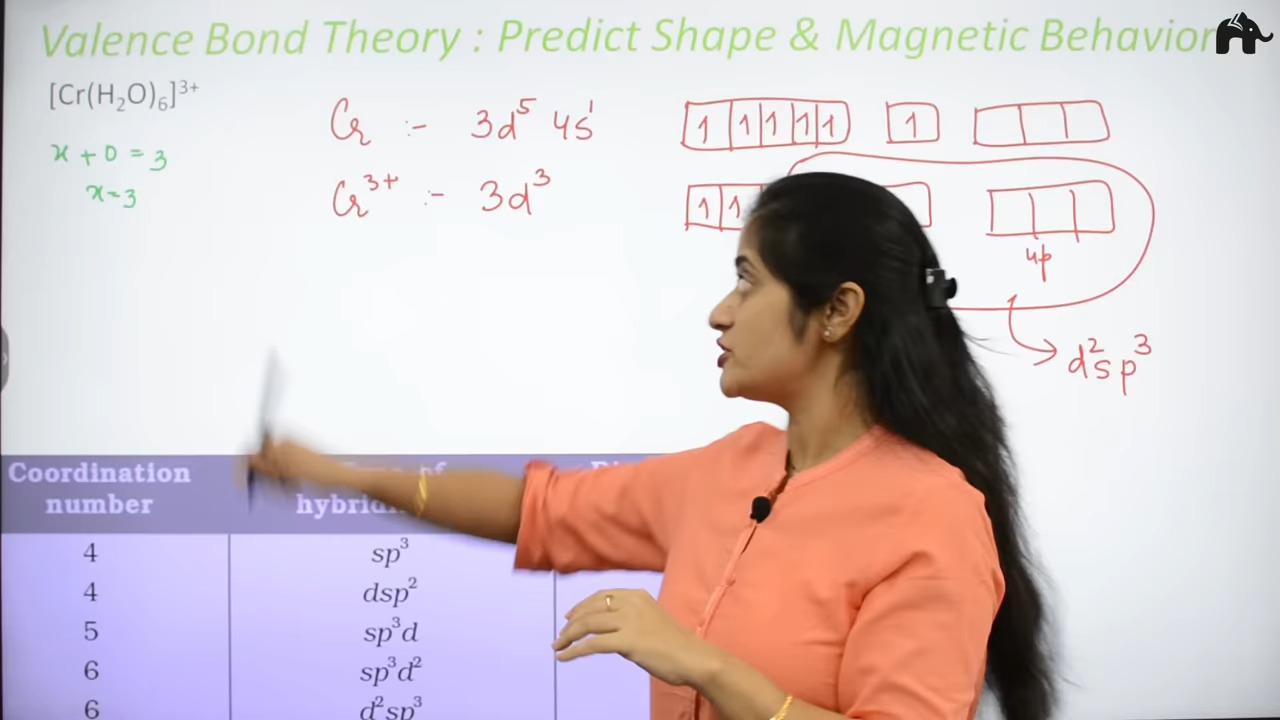 Valence Bond Theory : Predict Shape & Magnetic Behavior
[Cr(H₂O)₆]³⁺
x + 0 = 3
x = 3
Cr :- 3d⁵ 4s¹
1 1 1 1 1 1
Cr³⁺ :- 3d³
1 1
4p
d²sp³
Coordination number
of
4 sp³
4 dsp²
5 sp³d
6 sp³d²
6 d²sp³